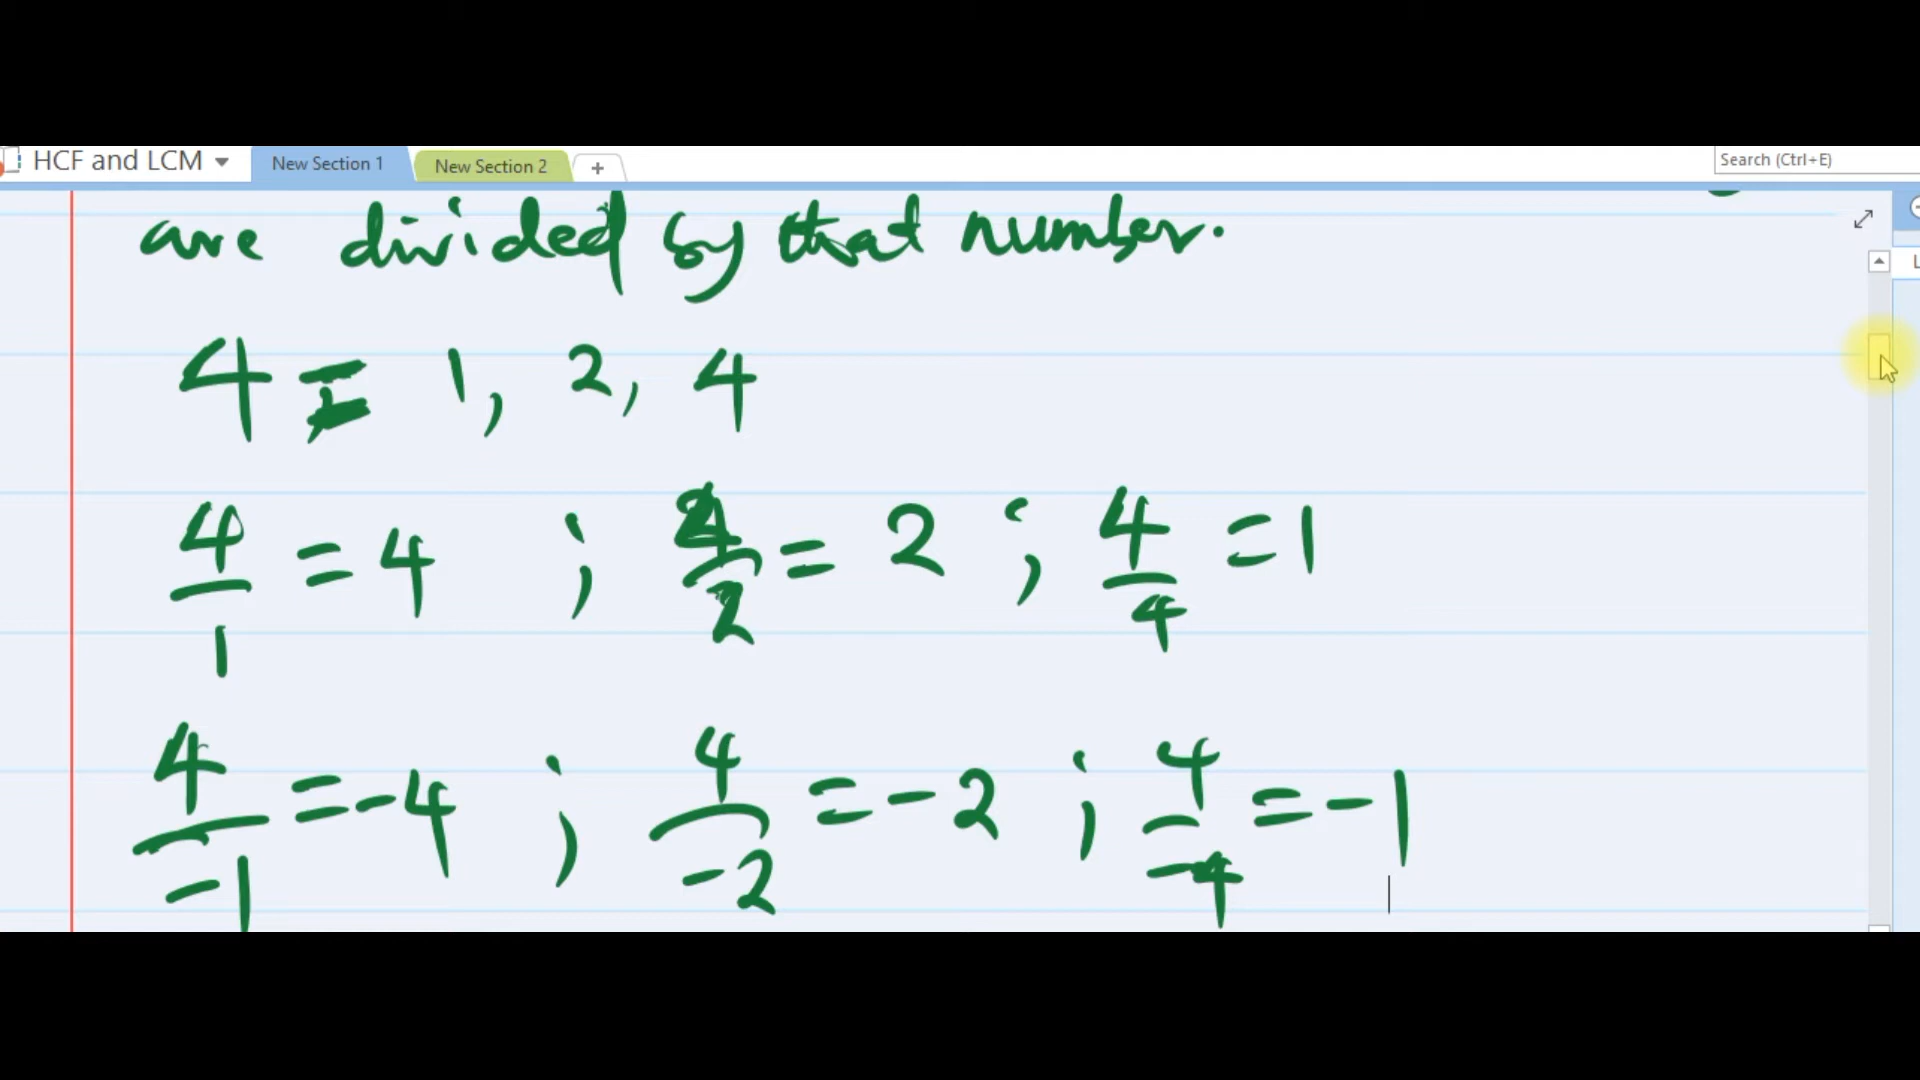 HCF and LCM New Section 1 New Section 2 + Search (Ctrl+E)
are divided by that number.
4 = 1, 2, 4
4/1 = 4 ; 4/2 = 2 ; 4/4 = 1
4/-1 = -4 ; 4/-2 = -2 ; 4/-4 = -1